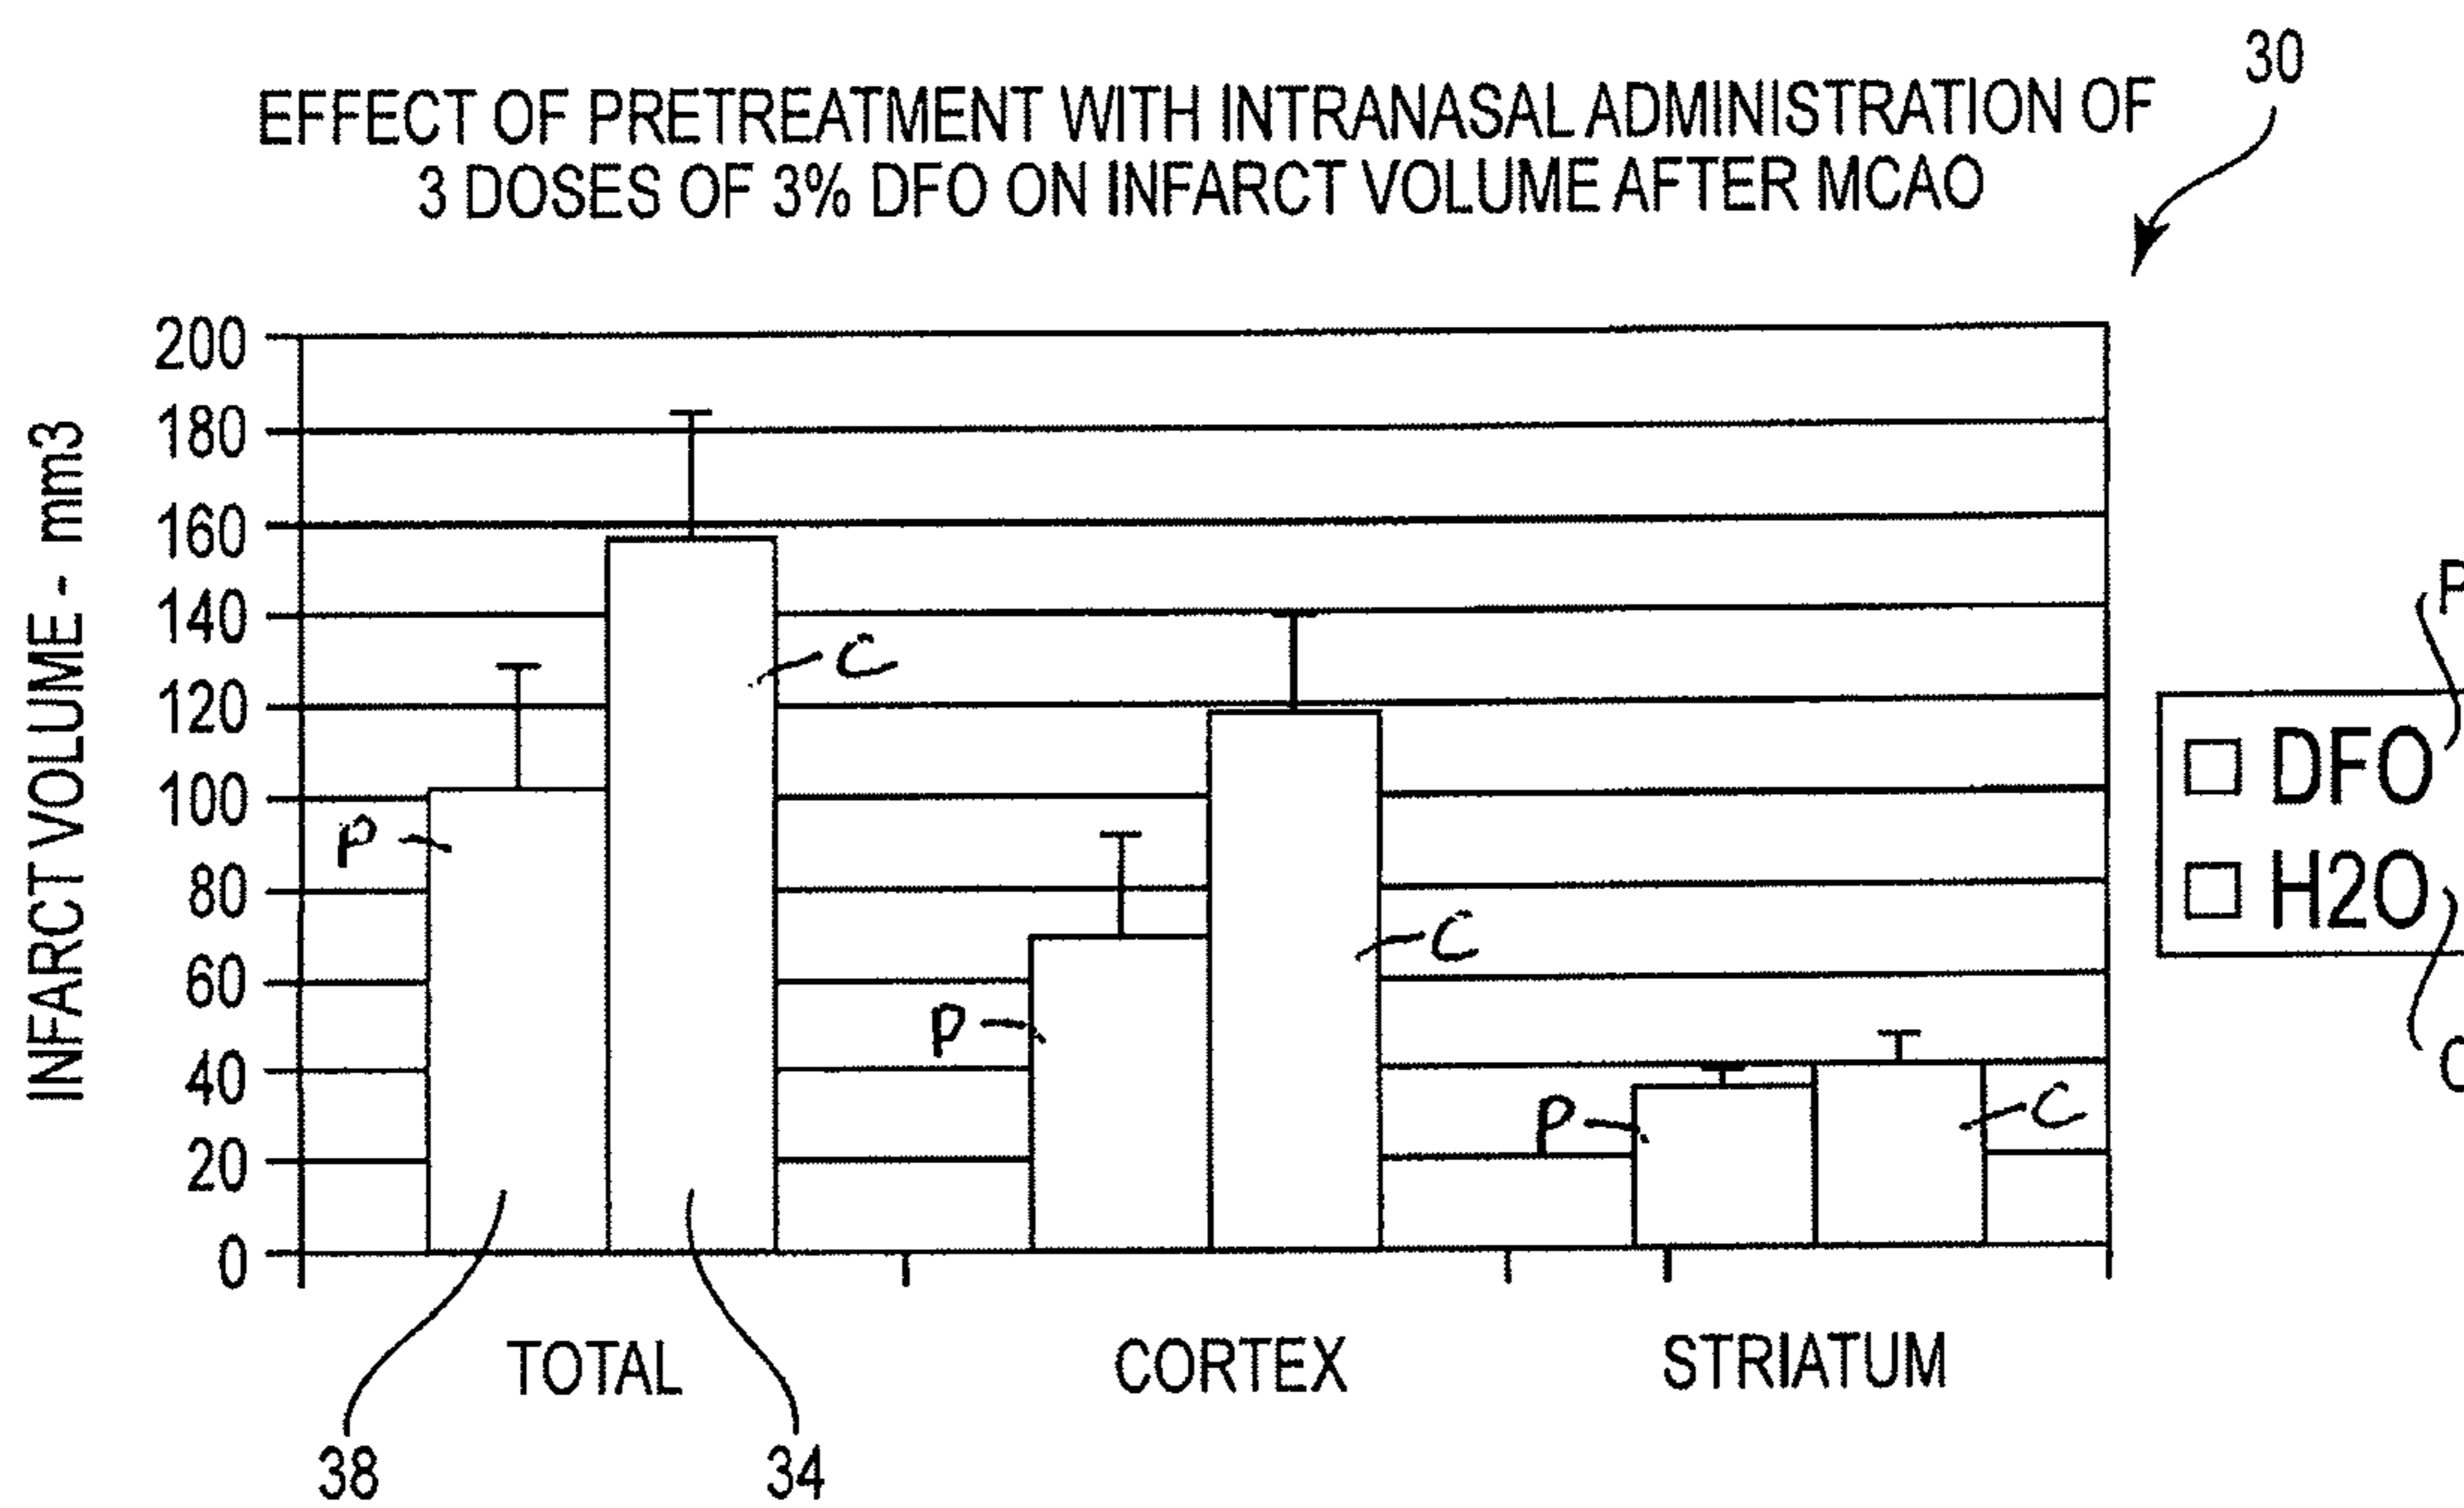 30
EFFECT OF PRETREATMENT WITH INTRANASAL ADMINISTRATION OF
3 DOSES OF 3% DFO ON INFARCT VOLUME AFTER MCAO
INFARCT VOLUME - mm3
200
180
160
140
120
100
80
60
40
20
0
P
C
P
C
P
C
P
DFO
H2O
C
TOTAL
CORTEX
STRIATUM
38
34